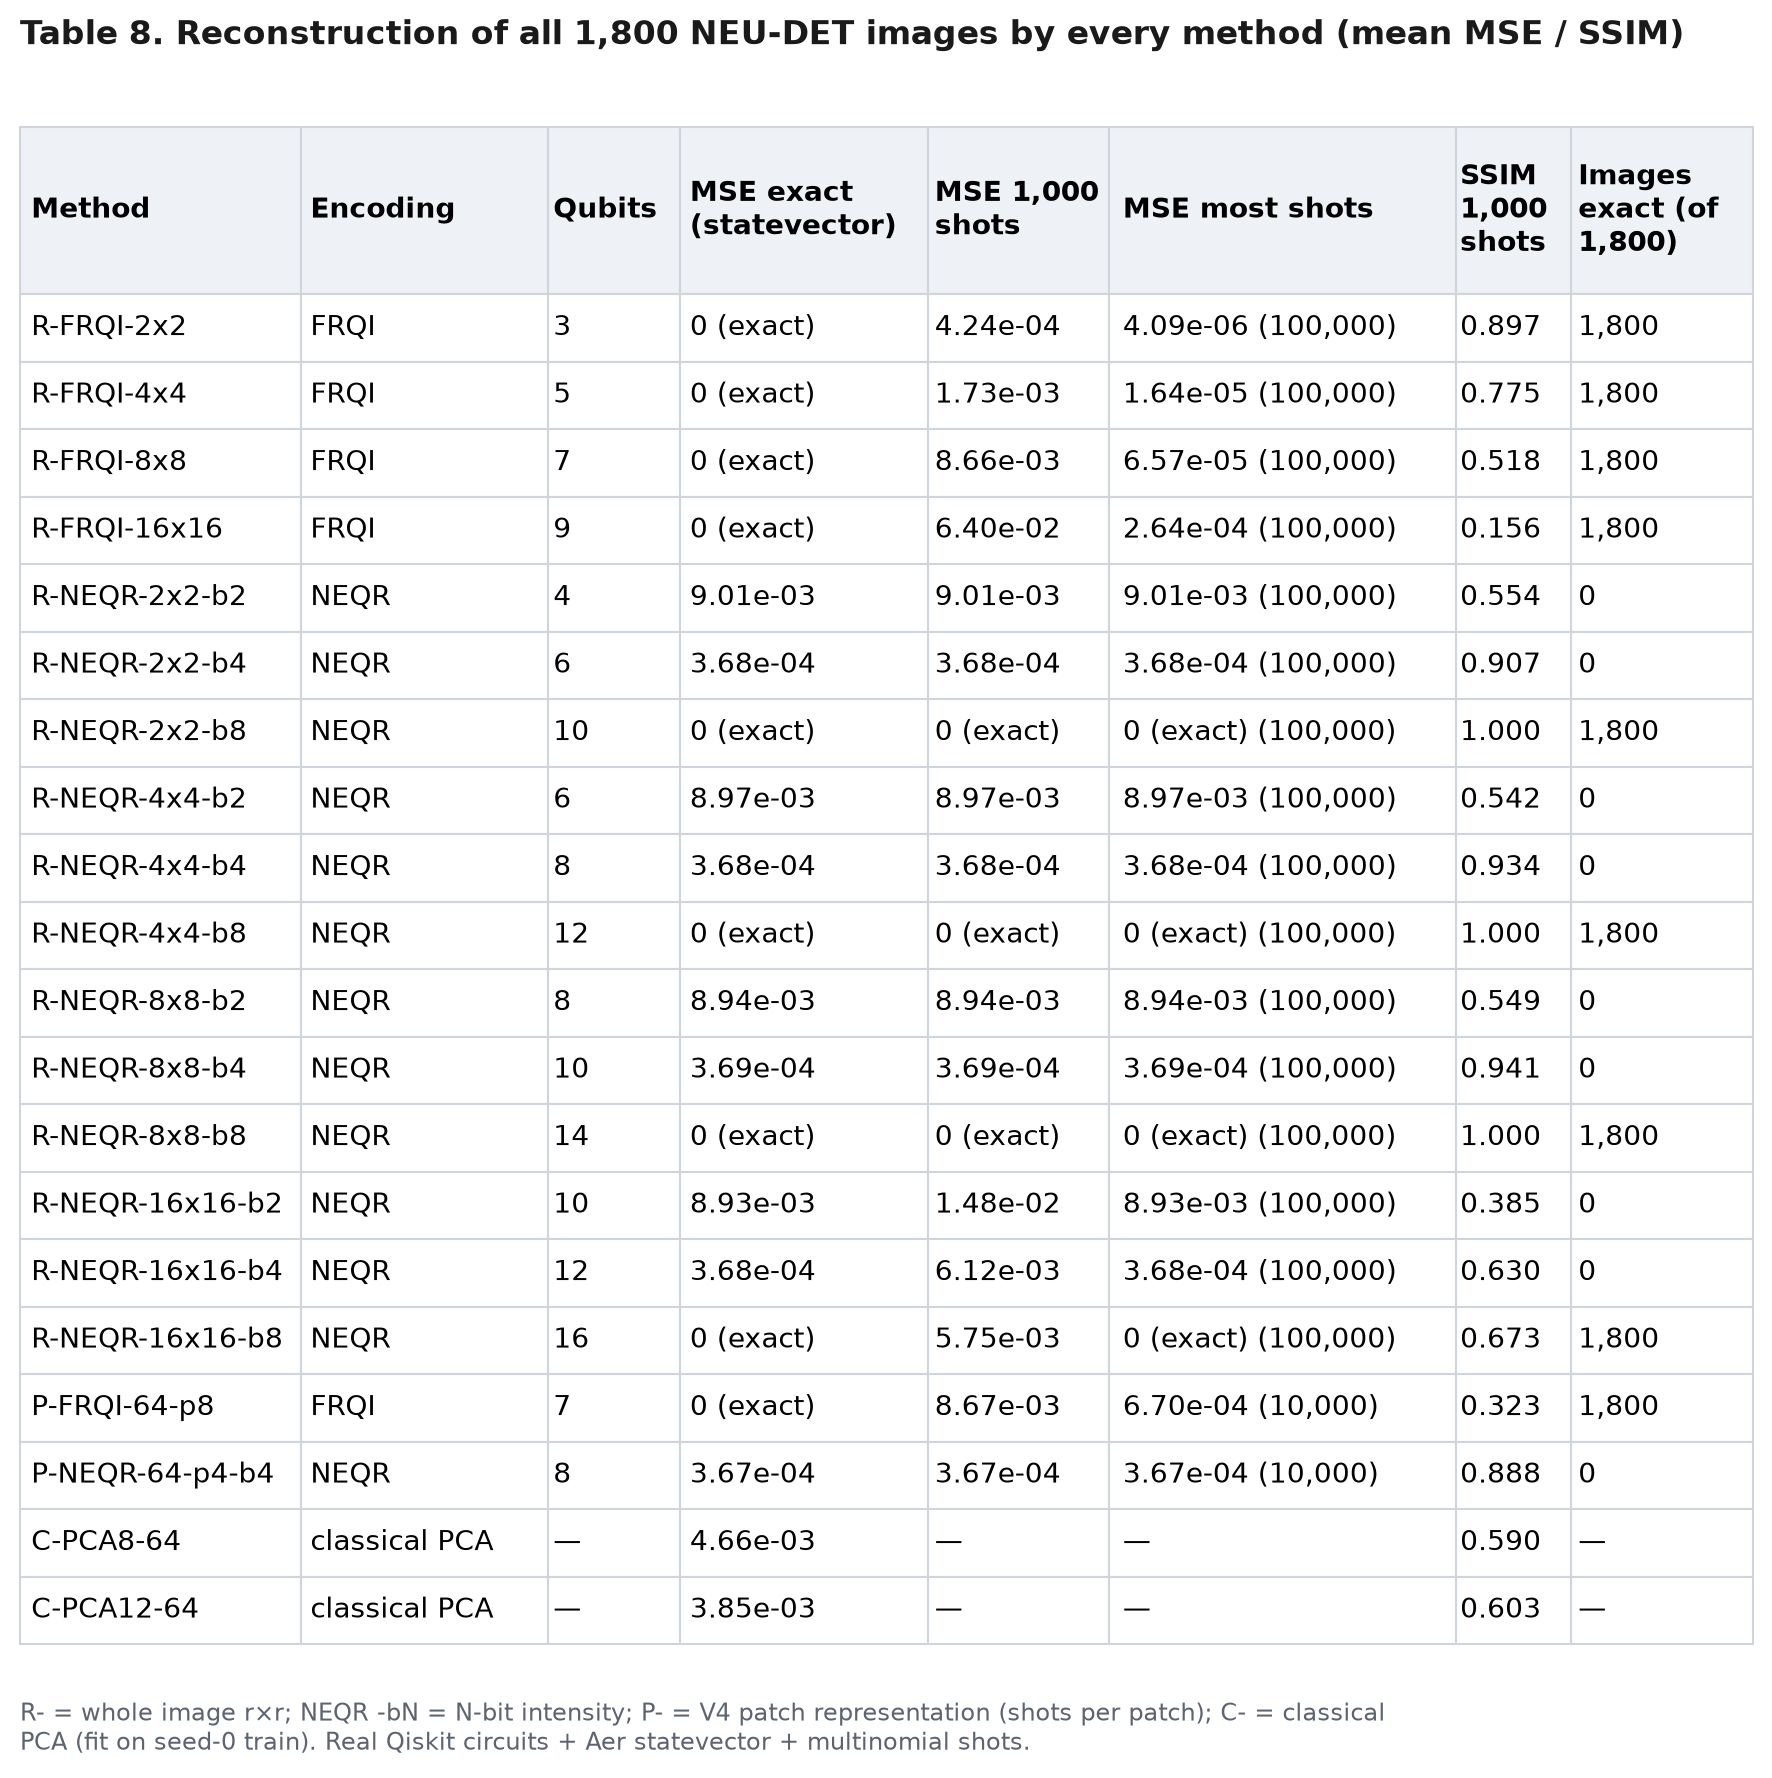 Table 8. Reconstruction of all 1,800 NEU-DET images by every method (mean MSE / SSIM)
Method Encoding Qubits MSE exact (statevector) MSE 1,000 shots MSE most shots SSIM 1,000 shots Images exact (of 1,800)
R-FRQI-2x2 FRQI 3 0 (exact) 4.24e-04 4.09e-06 (100,000) 0.897 1,800
R-FRQI-4x4 FRQI 5 0 (exact) 1.73e-03 1.64e-05 (100,000) 0.775 1,800
R-FRQI-8x8 FRQI 7 0 (exact) 8.66e-03 6.57e-05 (100,000) 0.518 1,800
R-FRQI-16x16 FRQI 9 0 (exact) 6.40e-02 2.64e-04 (100,000) 0.156 1,800
R-NEQR-2x2-b2 NEQR 4 9.01e-03 9.01e-03 9.01e-03 (100,000) 0.554 0
R-NEQR-2x2-b4 NEQR 6 3.68e-04 3.68e-04 3.68e-04 (100,000) 0.907 0
R-NEQR-2x2-b8 NEQR 10 0 (exact) 0 (exact) 0 (exact) (100,000) 1.000 1,800
R-NEQR-4x4-b2 NEQR 6 8.97e-03 8.97e-03 8.97e-03 (100,000) 0.542 0
R-NEQR-4x4-b4 NEQR 8 3.68e-04 3.68e-04 3.68e-04 (100,000) 0.934 0
R-NEQR-4x4-b8 NEQR 12 0 (exact) 0 (exact) 0 (exact) (100,000) 1.000 1,800
R-NEQR-8x8-b2 NEQR 8 8.94e-03 8.94e-03 8.94e-03 (100,000) 0.549 0
R-NEQR-8x8-b4 NEQR 10 3.69e-04 3.69e-04 3.69e-04 (100,000) 0.941 0
R-NEQR-8x8-b8 NEQR 14 0 (exact) 0 (exact) 0 (exact) (100,000) 1.000 1,800
R-NEQR-16x16-b2 NEQR 10 8.93e-03 1.48e-02 8.93e-03 (100,000) 0.385 0
R-NEQR-16x16-b4 NEQR 12 3.68e-04 6.12e-03 3.68e-04 (100,000) 0.630 0
R-NEQR-16x16-b8 NEQR 16 0 (exact) 5.75e-03 0 (exact) (100,000) 0.673 1,800
P-FRQI-64-p8 FRQI 7 0 (exact) 8.67e-03 6.70e-04 (10,000) 0.323 1,800
P-NEQR-64-p4-b4 NEQR 8 3.67e-04 3.67e-04 3.67e-04 (10,000) 0.888 0
C-PCA8-64 classical PCA — 4.66e-03 — — 0.590 —
C-PCA12-64 classical PCA — 3.85e-03 — — 0.603 —
R- = whole image r×r; NEQR -bN = N-bit intensity; P- = V4 patch representation (shots per patch); C- = classical
PCA (fit on seed-0 train). Real Qiskit circuits + Aer statevector + multinomial shots.